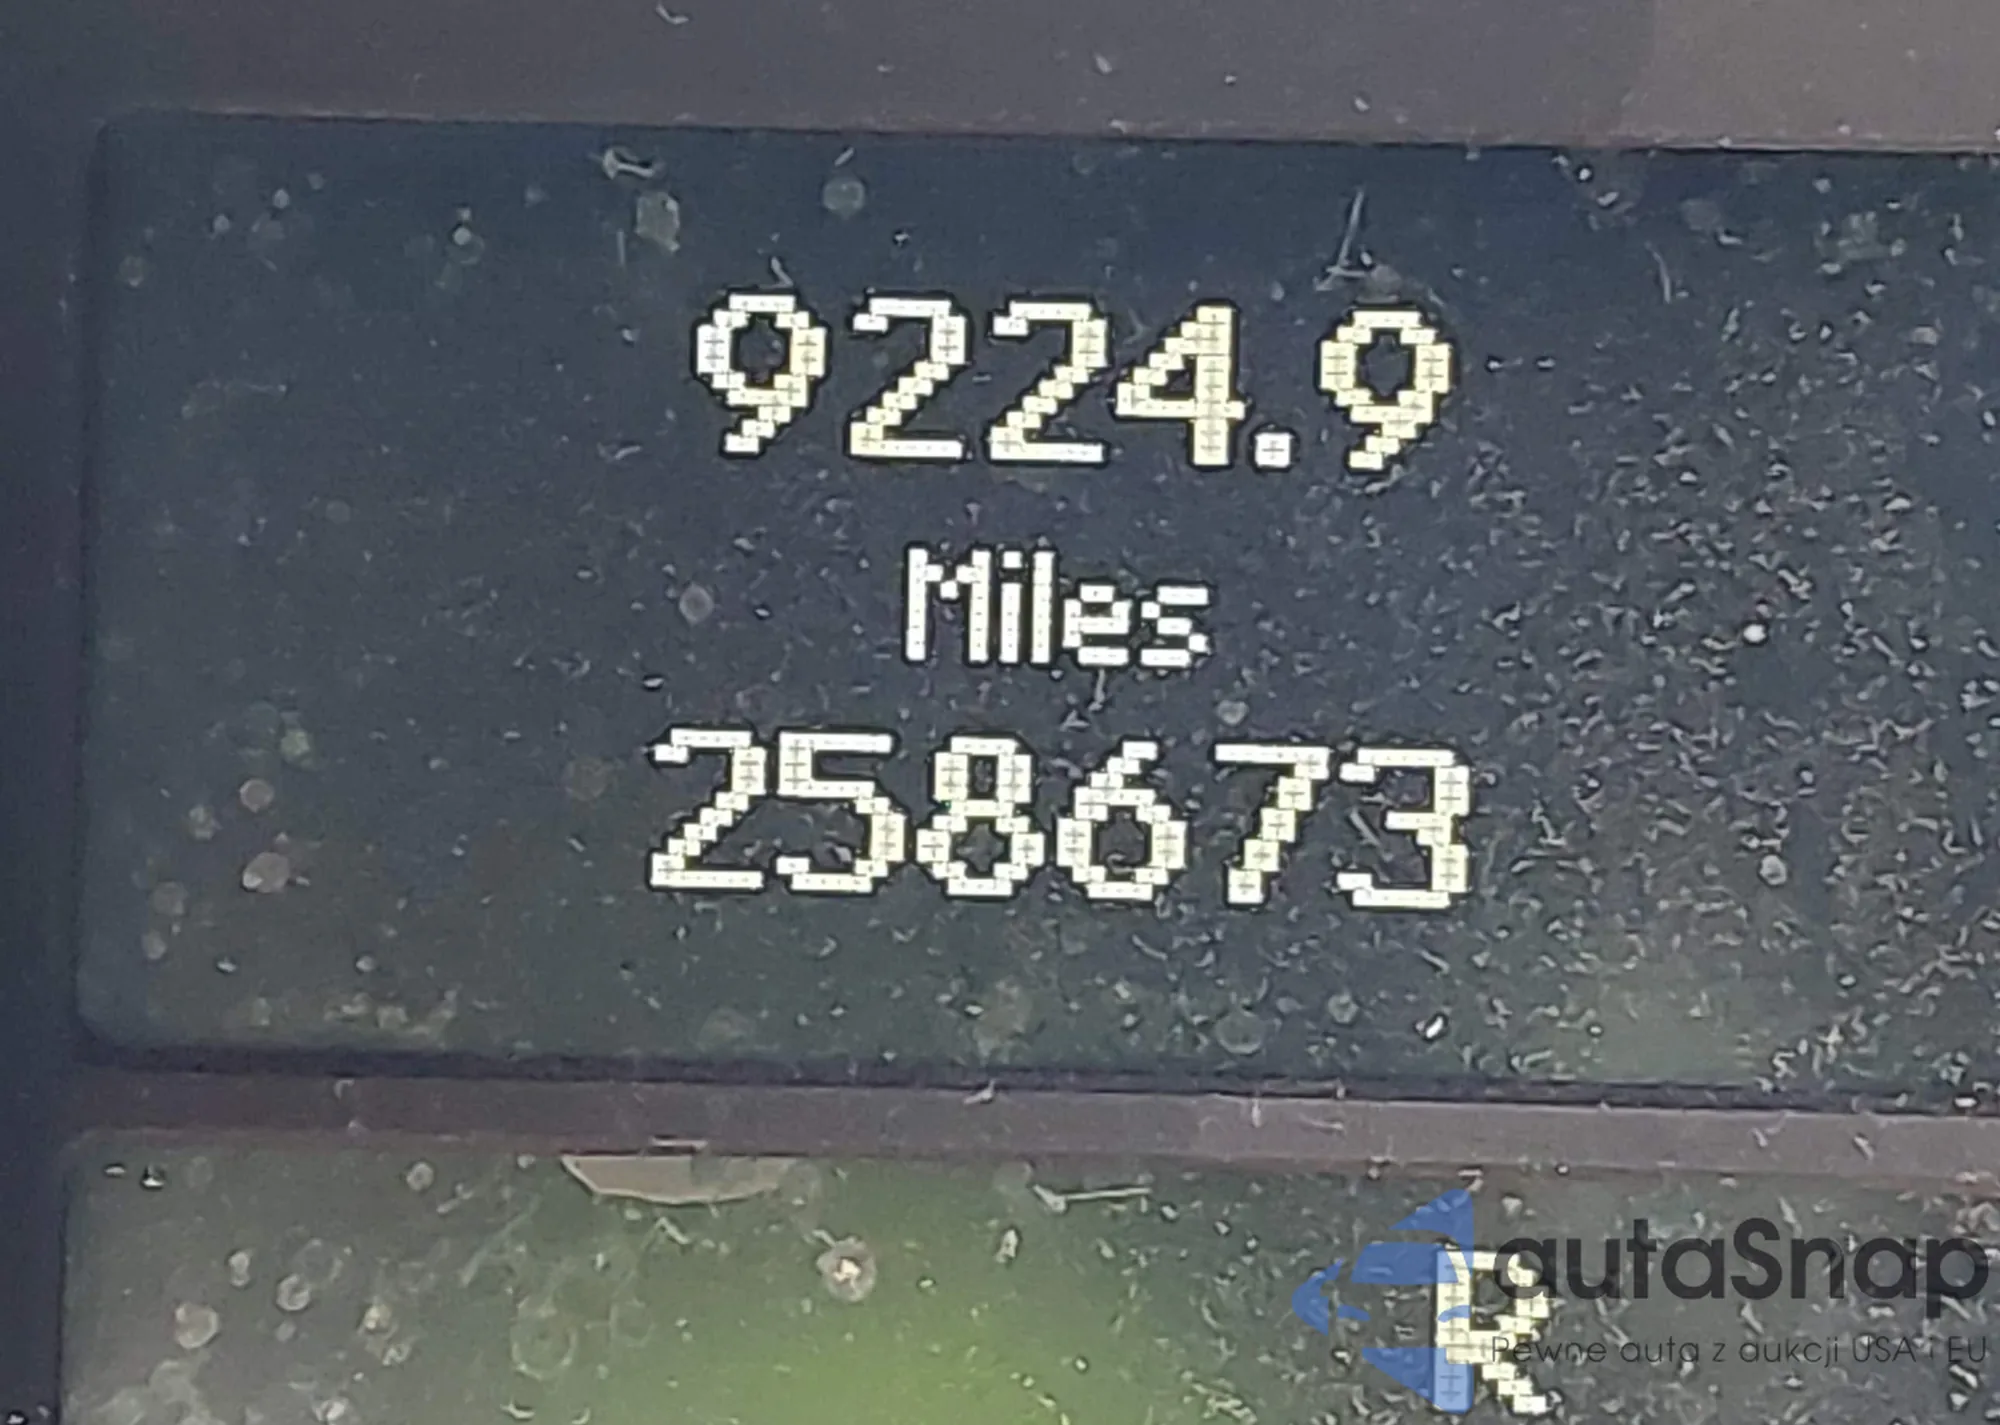 9224.9
Miles
258673
R
autaSnap
Pewne auta z aukcji USA i EU